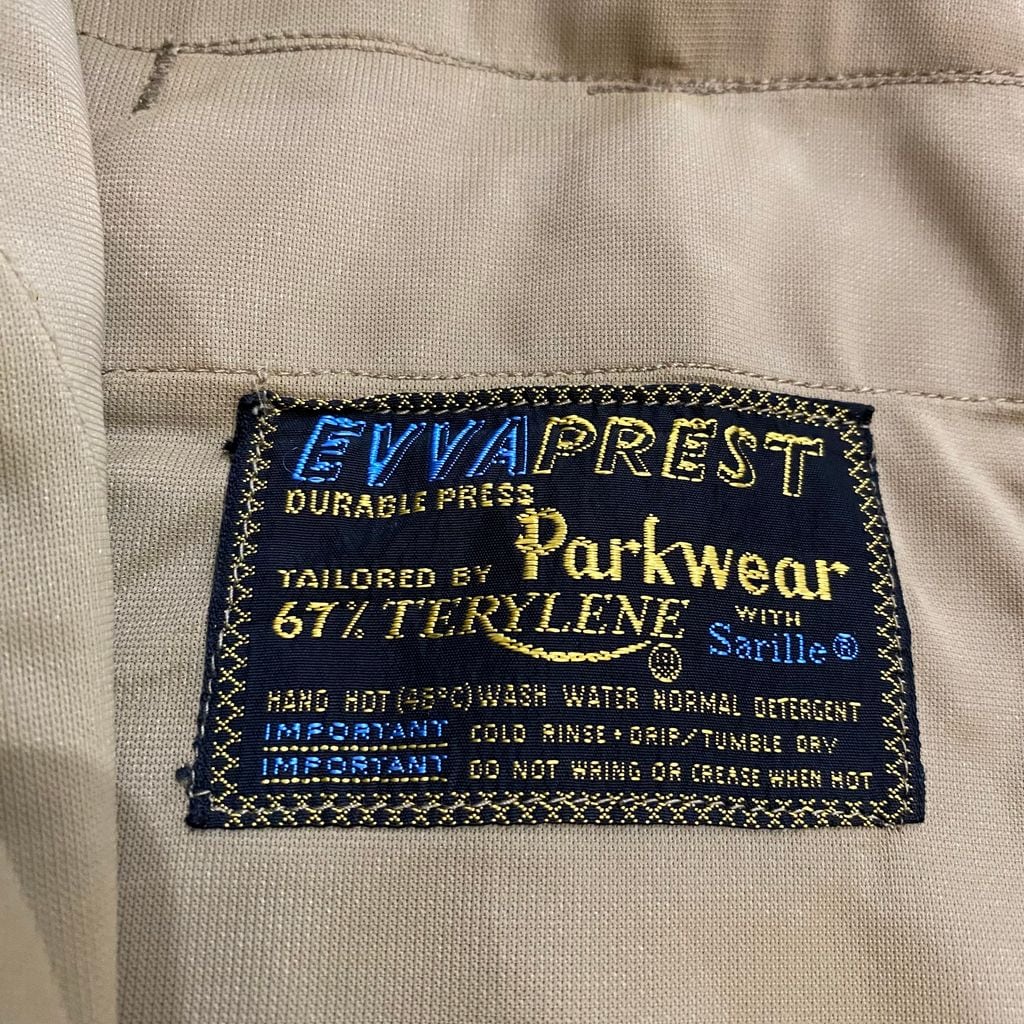 EVVAPREST
DURABLE PRESS
TAILORED BY Parkwear
67% TERYLENE ® WITH Sarille®
HAND HOT (48°C) WASH WATER NORMAL DETERGENT
IMPORTANT COLD RINSE • DRIP/TUMBLE DRY
IMPORTANT DO NOT WRING OR CREASE WHEN HOT